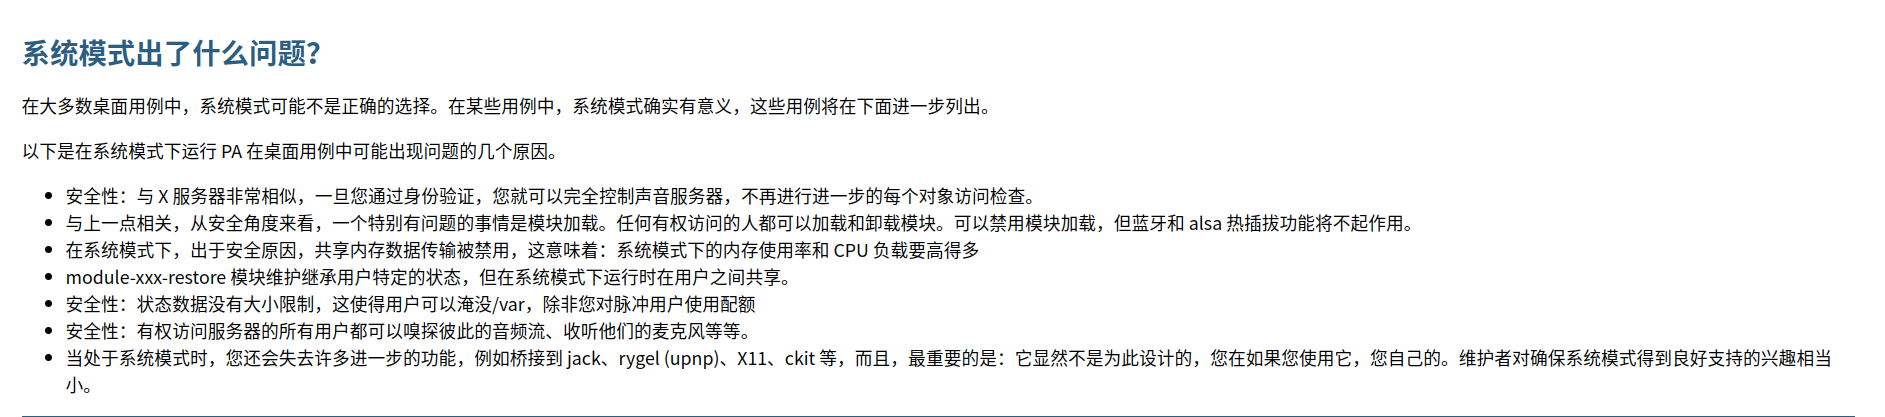 系统模式出了什么问题？
在大多数桌面用例中，系统模式可能不是正确的选择。在某些用例中，系统模式确实有意义，这些用例将在下面进一步列出。
以下是在系统模式下运行 PA 在桌面用例中可能出现问题的几个原因。
• 安全性：与 X 服务器非常相似，一旦您通过身份验证，您就可以完全控制声音服务器，不再进行进一步的每个对象访问检查。
• 与上一点相关，从安全角度来看，一个特别有问题的事情是模块加载。任何有权访问的人都可以加载和卸载模块。可以禁用模块加载，但蓝牙和 alsa 热插拔功能将不起作用。
• 在系统模式下，出于安全原因，共享内存数据传输被禁用，这意味着：系统模式下的内存使用率和 CPU 负载要高得多
• module-xxx-restore 模块维护继承用户特定的状态，但在系统模式下运行时在用户之间共享。
• 安全性：状态数据没有大小限制，这使得用户可以淹没/var，除非您对脉冲用户使用配额
• 安全性：有权访问服务器的所有用户都可以嗅探彼此的音频流、收听他们的麦克风等等。
• 当处于系统模式时，您还会失去许多进一步的功能，例如桥接到 jack、rygel (upnp)、X11、ckit 等，而且，最重要的是：它显然不是为此设计的，您在如果您使用它，您自己的。维护者对确保系统模式得到良好支持的兴趣相当
小。